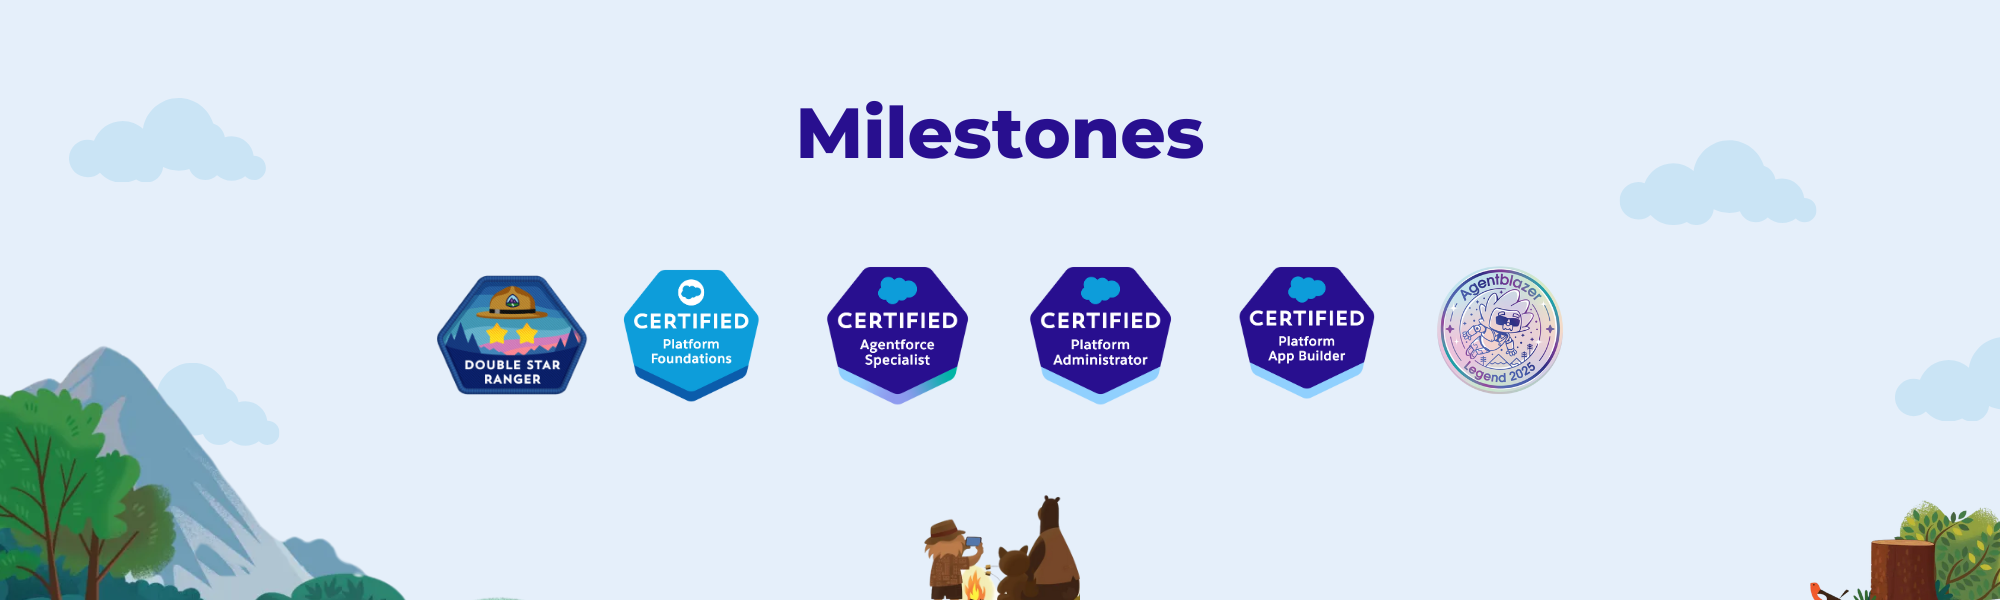 Milestones
DOUBLE STAR
RANGER
CERTIFIED
Platform
Foundations
CERTIFIED
Agentforce
Specialist
CERTIFIED
Platform
Administrator
CERTIFIED
Platform
App Builder
Agentblazer
Legend 2025